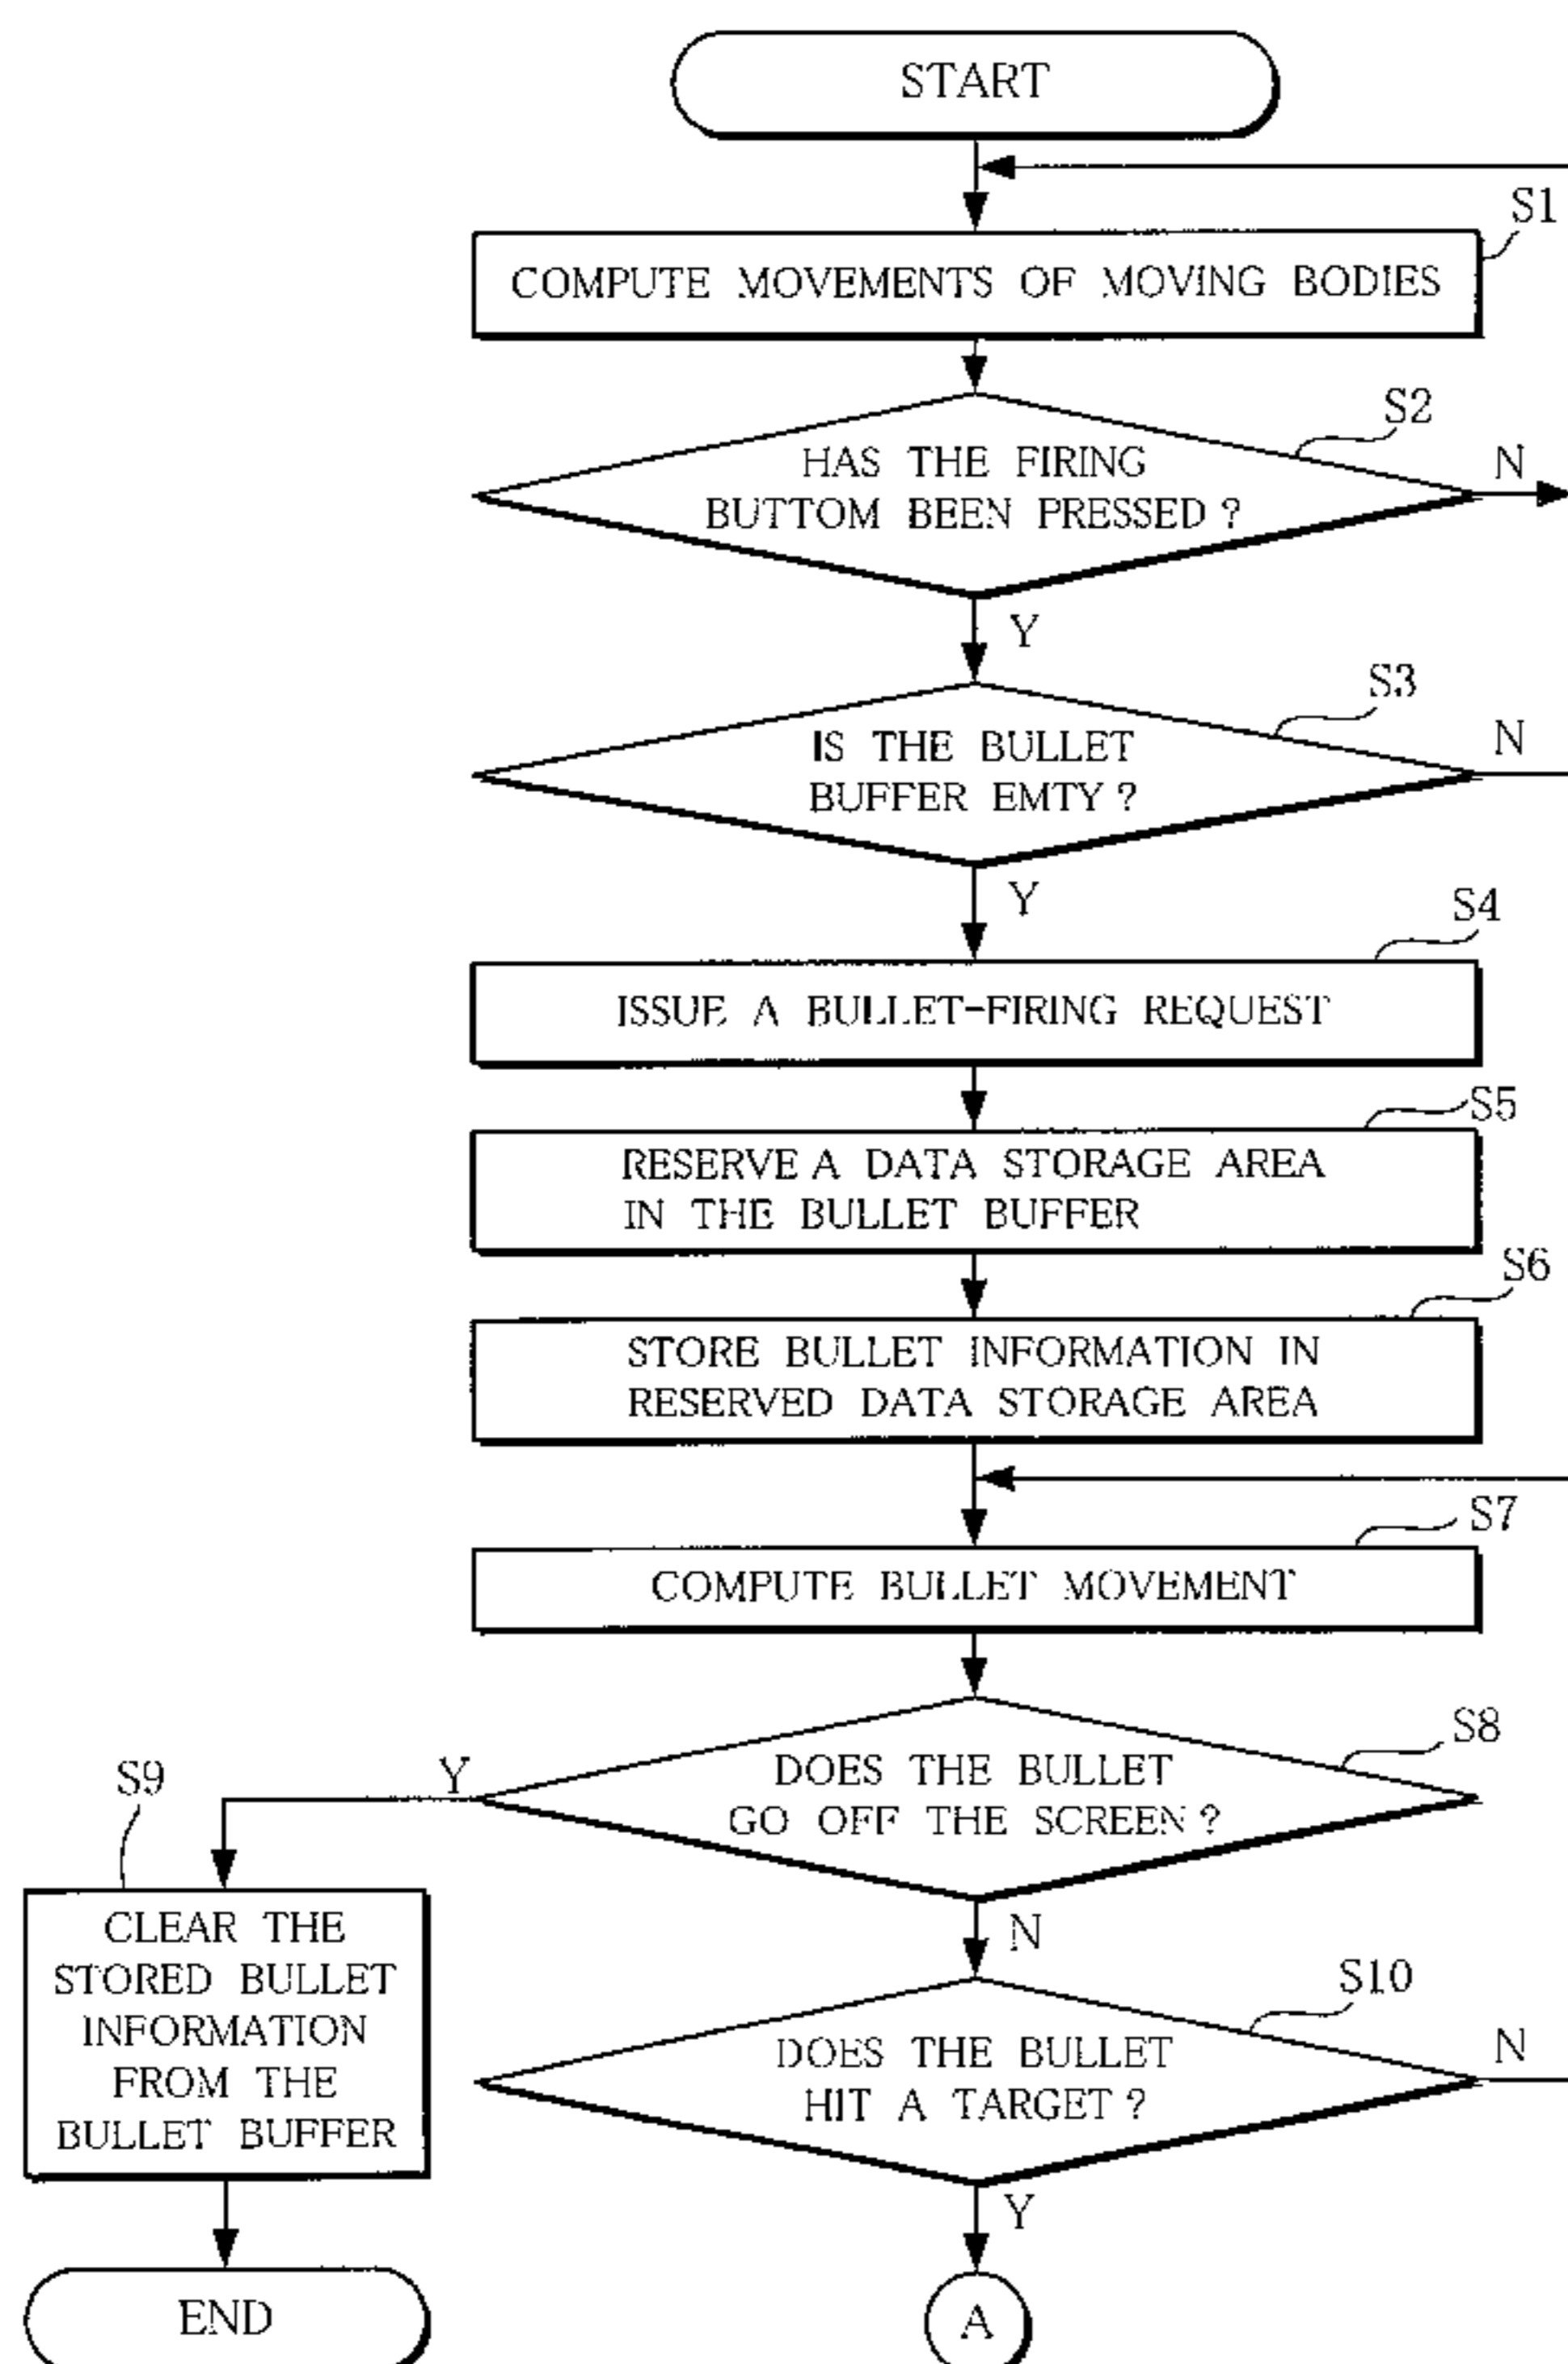 START
S1
COMPUTE MOVEMENTS OF MOVING BODIES
S2
HAS THE FIRING
BUTTOM BEEN PRESSED ?
N
Y
S3
IS THE BULLET
BUFFER EMTY ?
N
Y
S4
ISSUE A BULLET-FIRING REQUEST
S5
RESERVE A DATA STORAGE AREA
IN THE BULLET BUFFER
S6
STORE BULLET INFORMATION IN
RESERVED DATA STORAGE AREA
S7
COMPUTE BULLET MOVEMENT
S8
DOES THE BULLET
GO OFF THE SCREEN ?
Y
S9
CLEAR THE
STORED BULLET
INFORMATION
FROM THE
BULLET BUFFER
END
N
S10
DOES THE BULLET
HIT A TARGET ?
N
Y
A